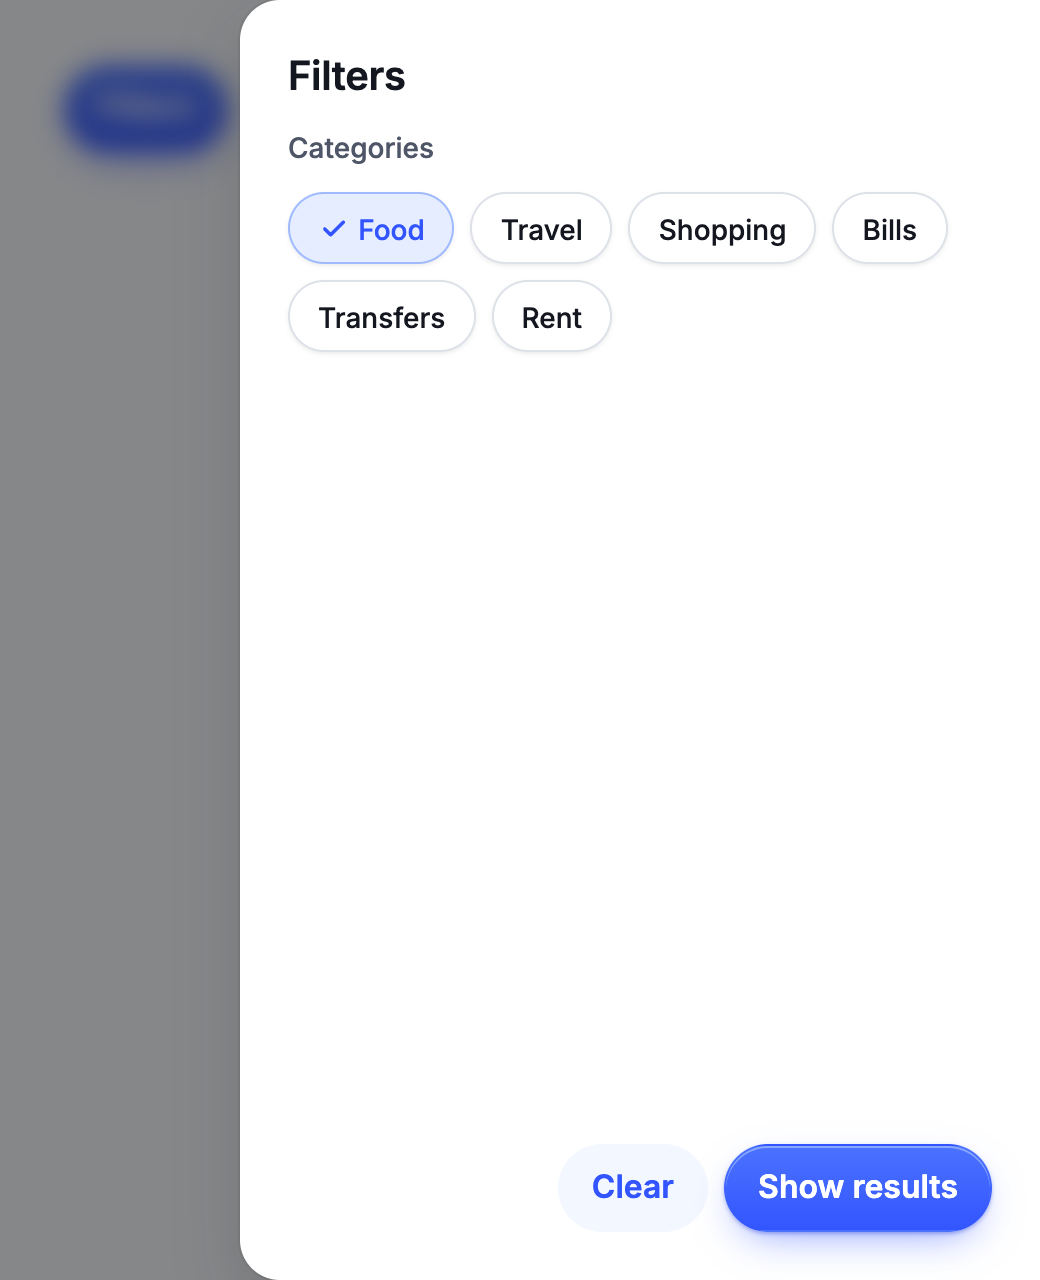 Filters
Categories
Food Travel Shopping Bills
Transfers Rent
Clear Show results